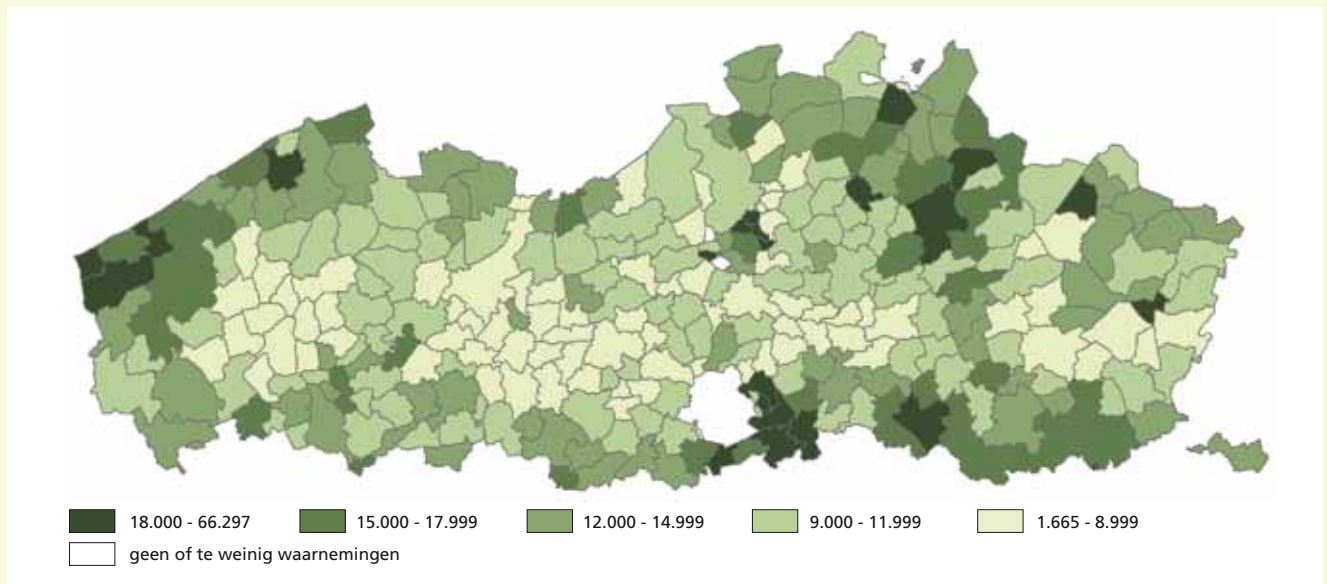 18.000 - 66.297 15.000 - 17.999 12.000 - 14.999 9.000 - 11.999 1.665 - 8.999
geen of te weinig waarnemingen